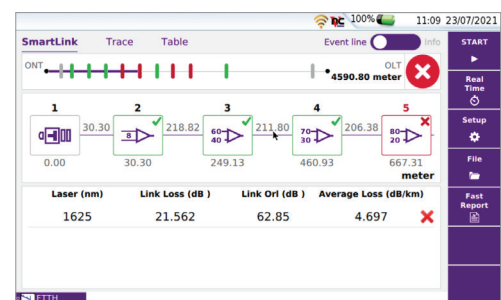 100% 11:09 23/07/2021
SmartLink Trace Table Event line Info
START
ONT OLT
4590.80 meter
Real
Time
1 2 3 4 5
30.30 218.82 211.80 206.38
8 60 40 70 30 80 20
0.00 30.30 249.13 460.93 667.31
meter
Setup
File
Fast
Report
Laser (nm) Link Loss (dB ) Link Orl (dB ) Average Loss (dB/km)
1625 21.562 62.85 4.697
FTTH